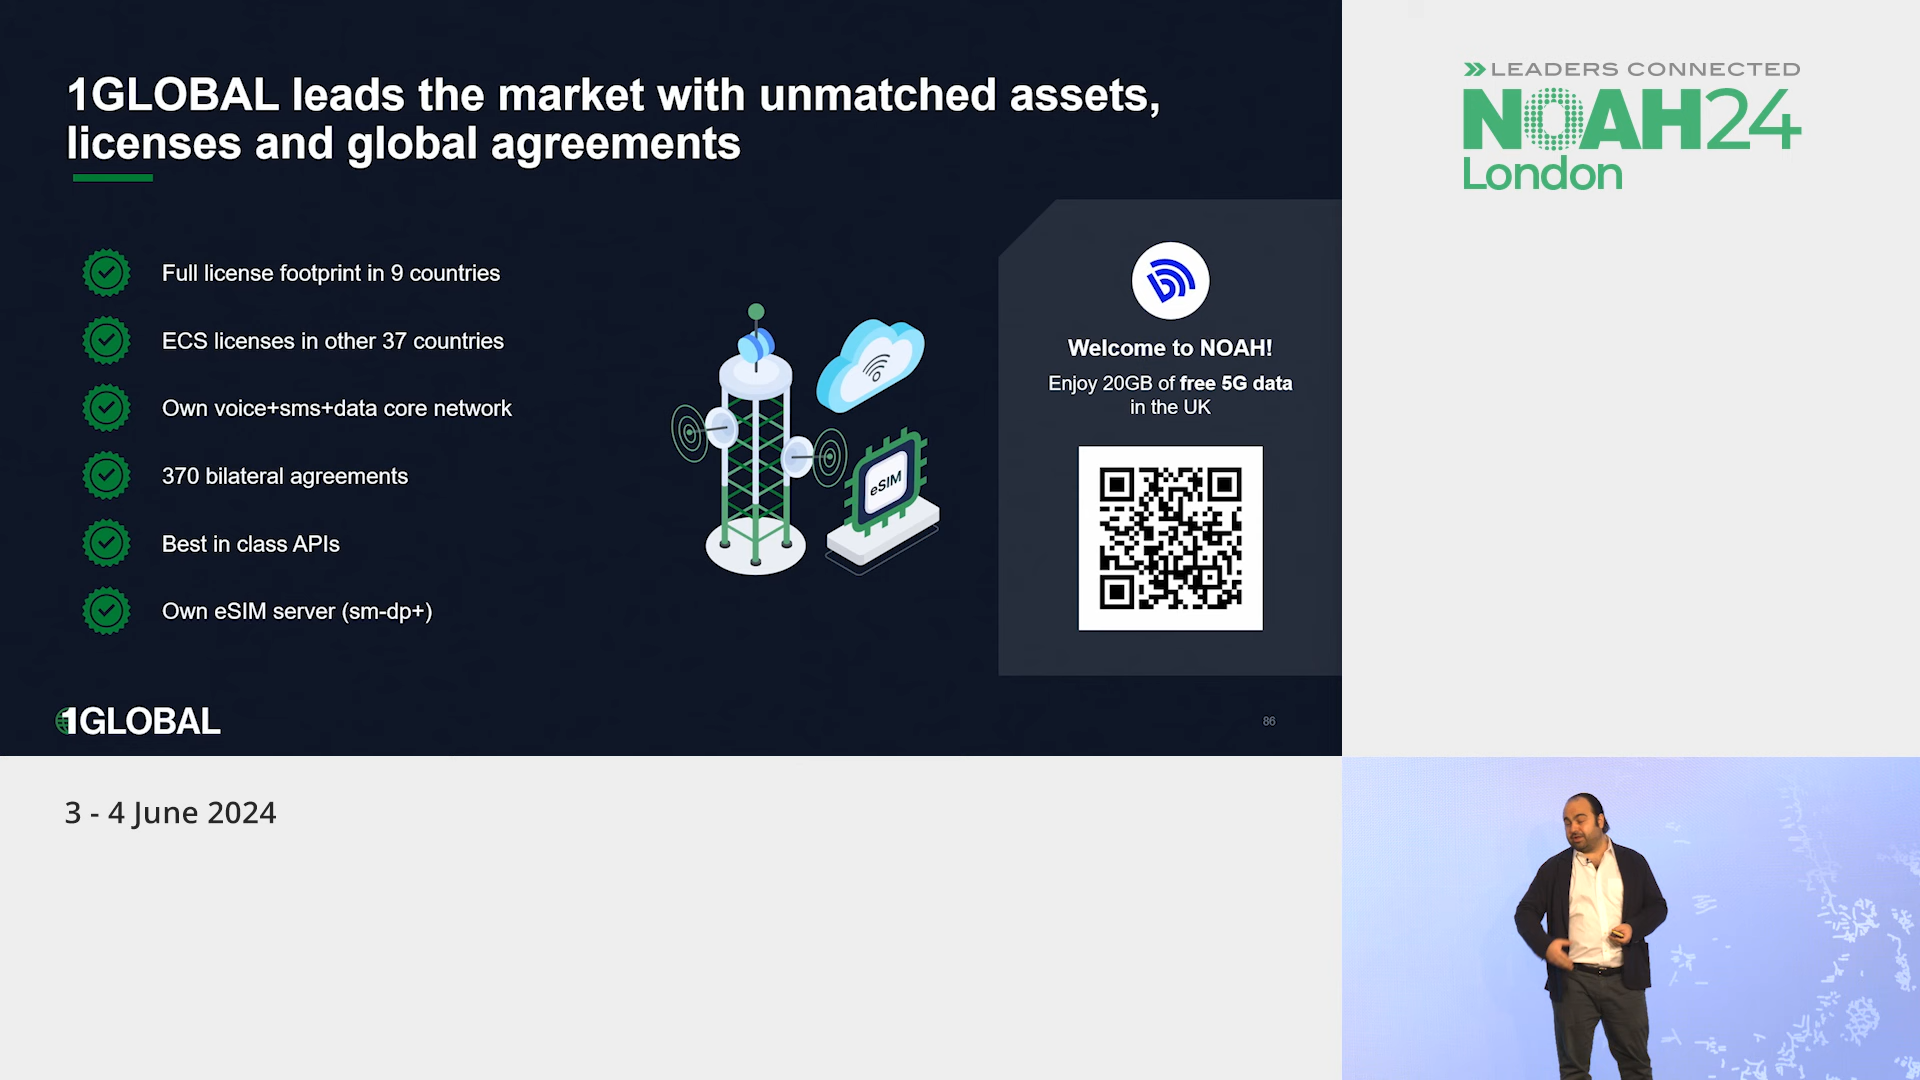 1GLOBAL leads the market with unmatched assets,
licenses and global agreements
Full license footprint in 9 countries
ECS licenses in other 37 countries
Own voice+sms+data core network
370 bilateral agreements
Best in class APIs
Own eSIM server (sm-dp+)
eSIM
Welcome to NOAH!
Enjoy 20GB of free 5G data
in the UK
1GLOBAL
86
LEADERS CONNECTED
NOAH24
London
3 - 4 June 2024